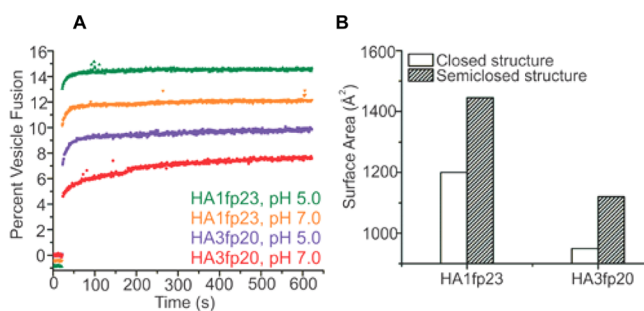 A
Percent Vesicle Fusion
16
14
12
10
8
6
4
2
0
0 100 200 300 400 500 600
Time (s)
HA1fp23, pH 5.0
HA1fp23, pH 7.0
HA3fp20, pH 5.0
HA3fp20, pH 7.0
B
Surface Area (Å²)
1600
1400
1200
1000
Closed structure
Semiclosed structure
HA1fp23 HA3fp20